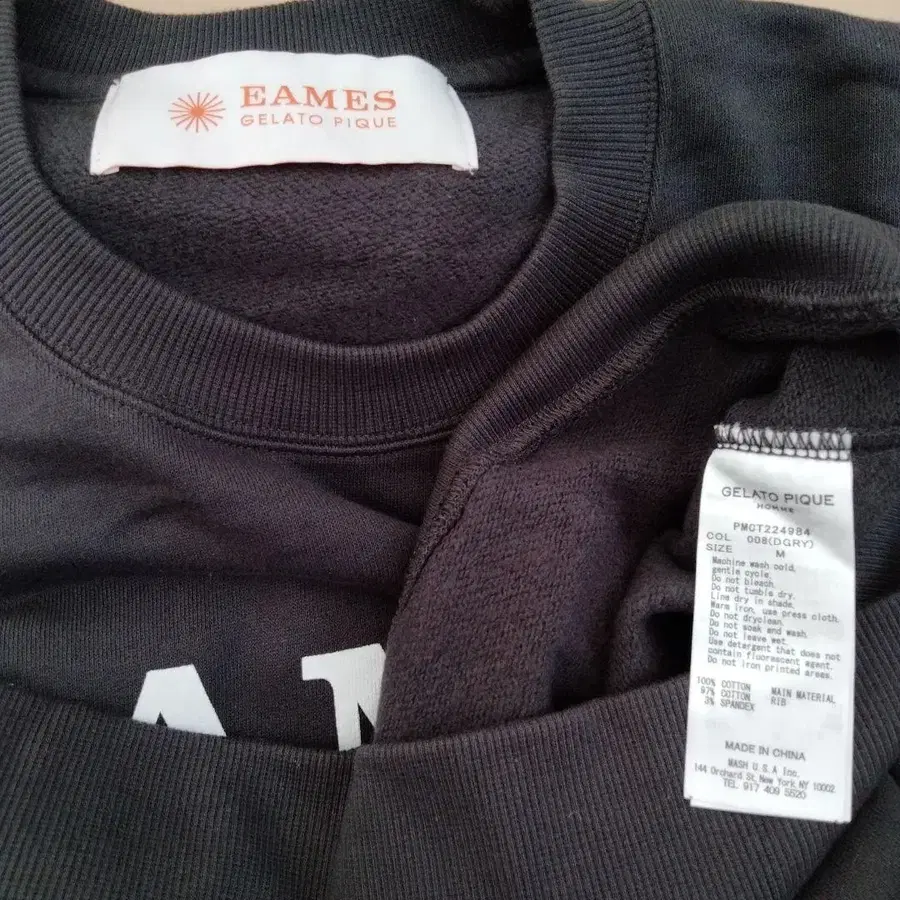 EAMES
GELATO PIQUE
GELATO PIQUE
HOMME
PMCT224984
COL 008(DGRY)
SIZE M
Machine wash cold,
gentle cycle.
Do not bleach.
Do not tumble dry.
Line dry in shade.
Warm iron, use press cloth.
Do not dryclean.
Do not soak and wash.
Do not leave wet.
Use detergent that does not
contain fluorescent agent.
Do not iron printed areas.
100% COTTON MAIN MATERIAL
97% COTTON RIB
3% SPANDEX
MADE IN CHINA
MASH U.S.A Inc.
144 Orchard St, New York NY 10002
TEL 917 409 5520
AM